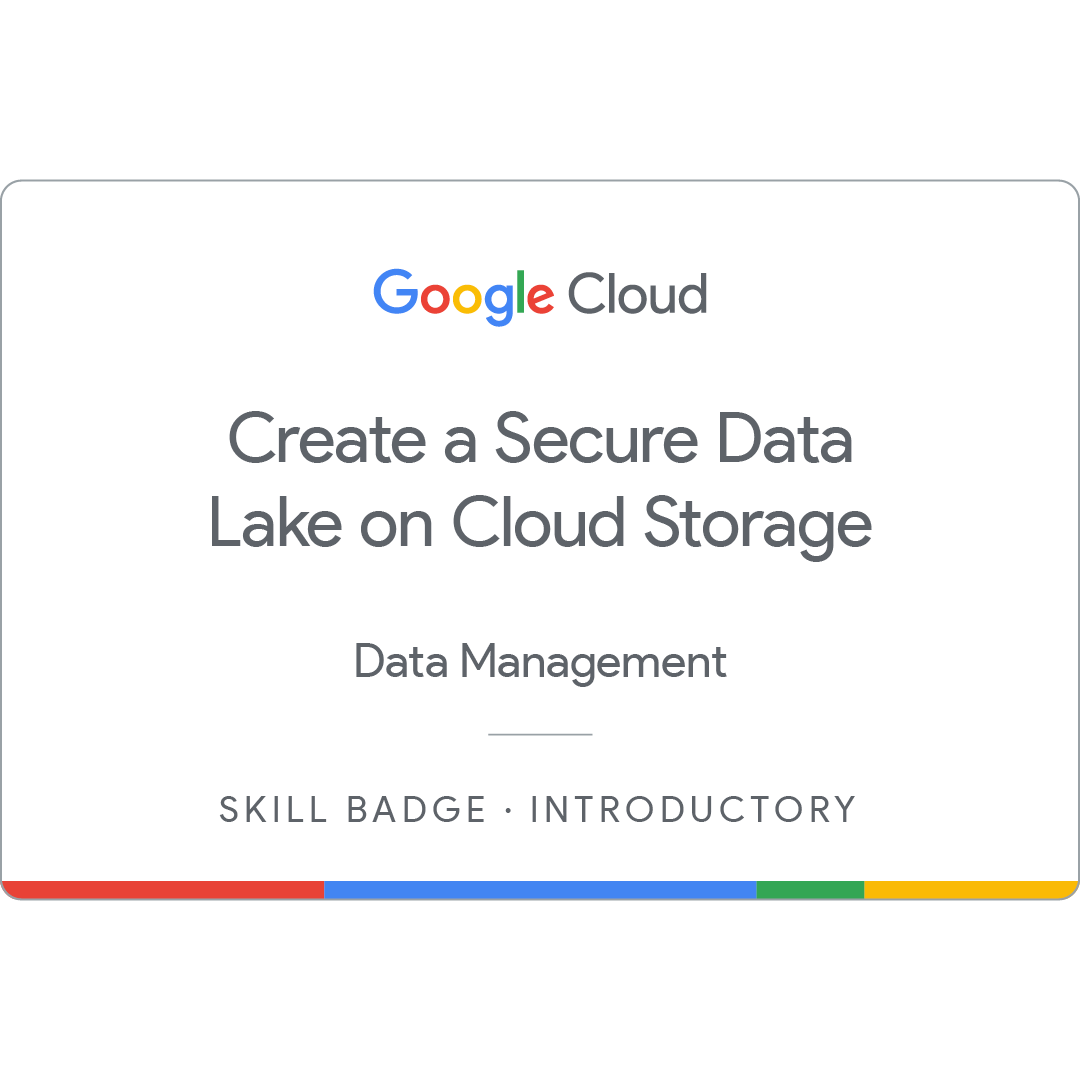 Google Cloud
Create a Secure Data
Lake on Cloud Storage
Data Management
SKILL BADGE · INTRODUCTORY